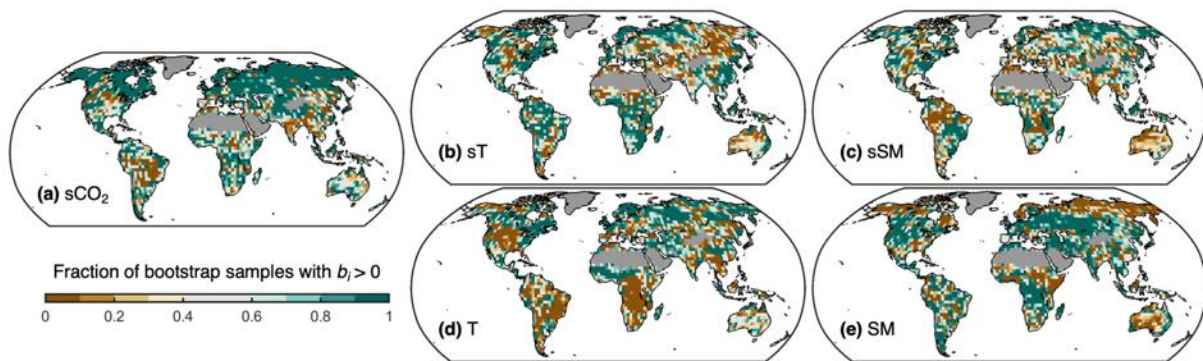 (a) sCO₂
(b) sT
(c) sSM
Fraction of bootstrap samples with bᵢ > 0
0 0.2 0.4 0.6 0.8 1
(d) T
(e) SM